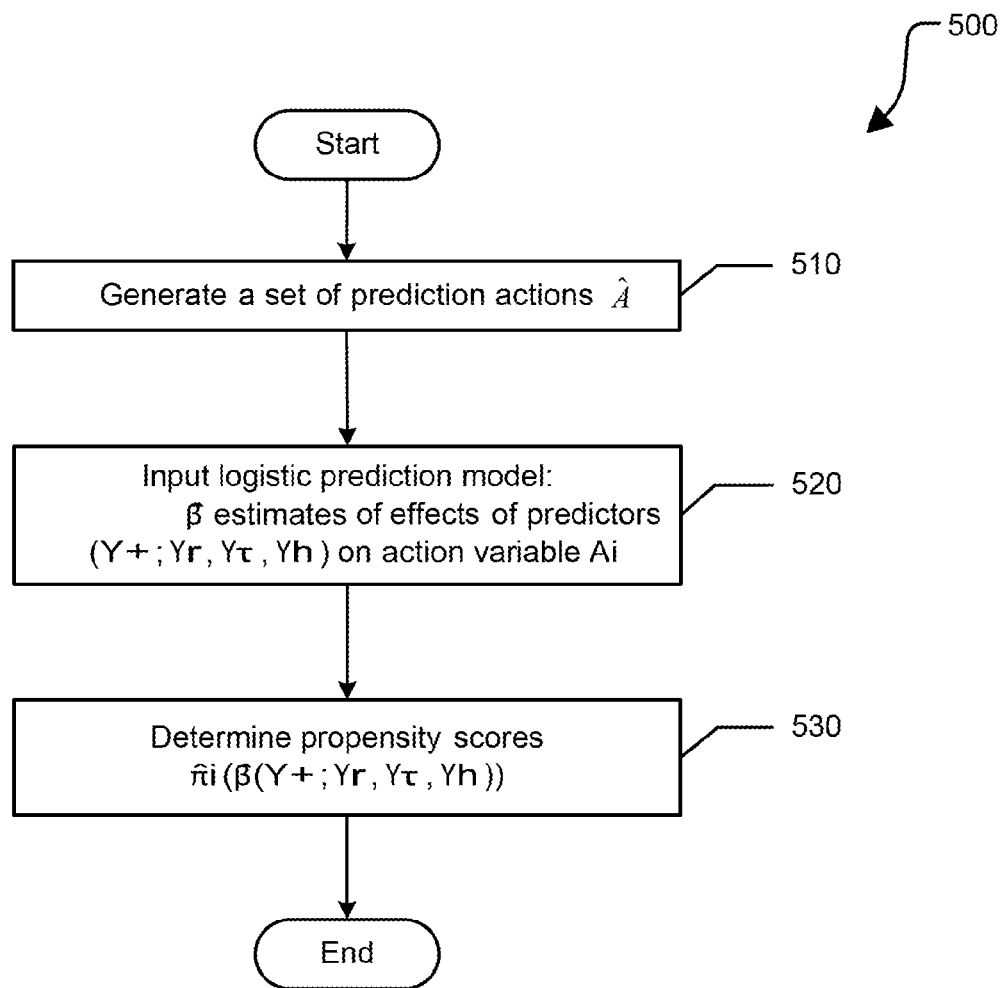 500
Start
510
Generate a set of prediction actions Â
520
Input logistic prediction model:
β̂ estimates of effects of predictors
(Y+; Yr, Yτ, Yh) on action variable Ai
530
Determine propensity scores
π̂i(β̂(Y+; Yr, Yτ, Yh))
End